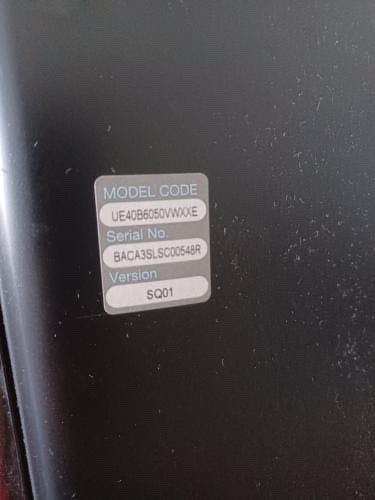 MODEL CODE
UE40B6050VWXXE
Serial No.
BACA3SLSC00548R
Version
SQ01